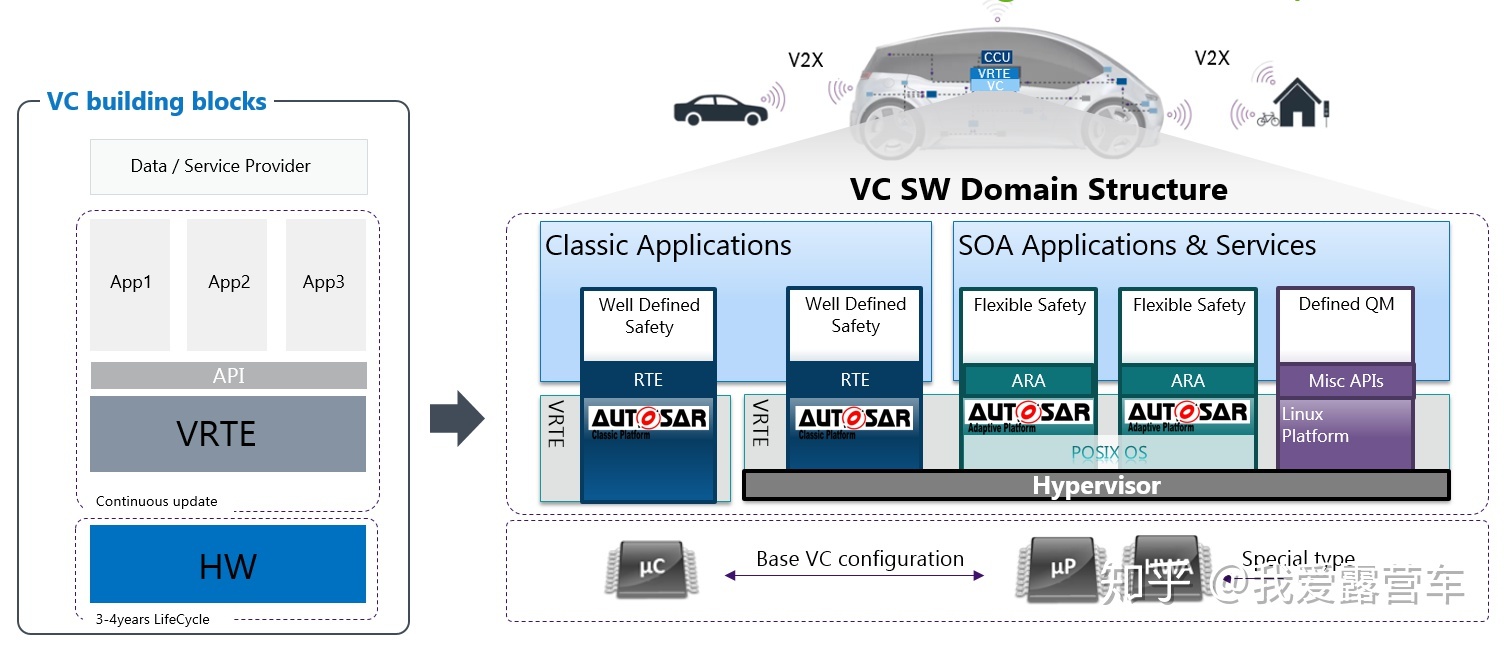 VC building blocks
Data / Service Provider
App1
App2
App3
API
VRTE
Continuous update
HW
3-4years LifeCycle
V2X
V2X
CCU
VRTE
VC
VC SW Domain Structure
Classic Applications
SOA Applications & Services
Well Defined
Safety
Well Defined
Safety
Flexible Safety
Flexible Safety
Defined QM
RTE
RTE
ARA
ARA
Misc APIs
VRTE
AUTOSAR
Classic Platform
VRTE
AUTOSAR
Classic Platform
AUTOSAR
Adaptive Platform
AUTOSAR
Adaptive Platform
Linux
Platform
POSIX OS
Hypervisor
μC
Base VC configuration
μP
HWA
Special type
知乎 @我爱露营车